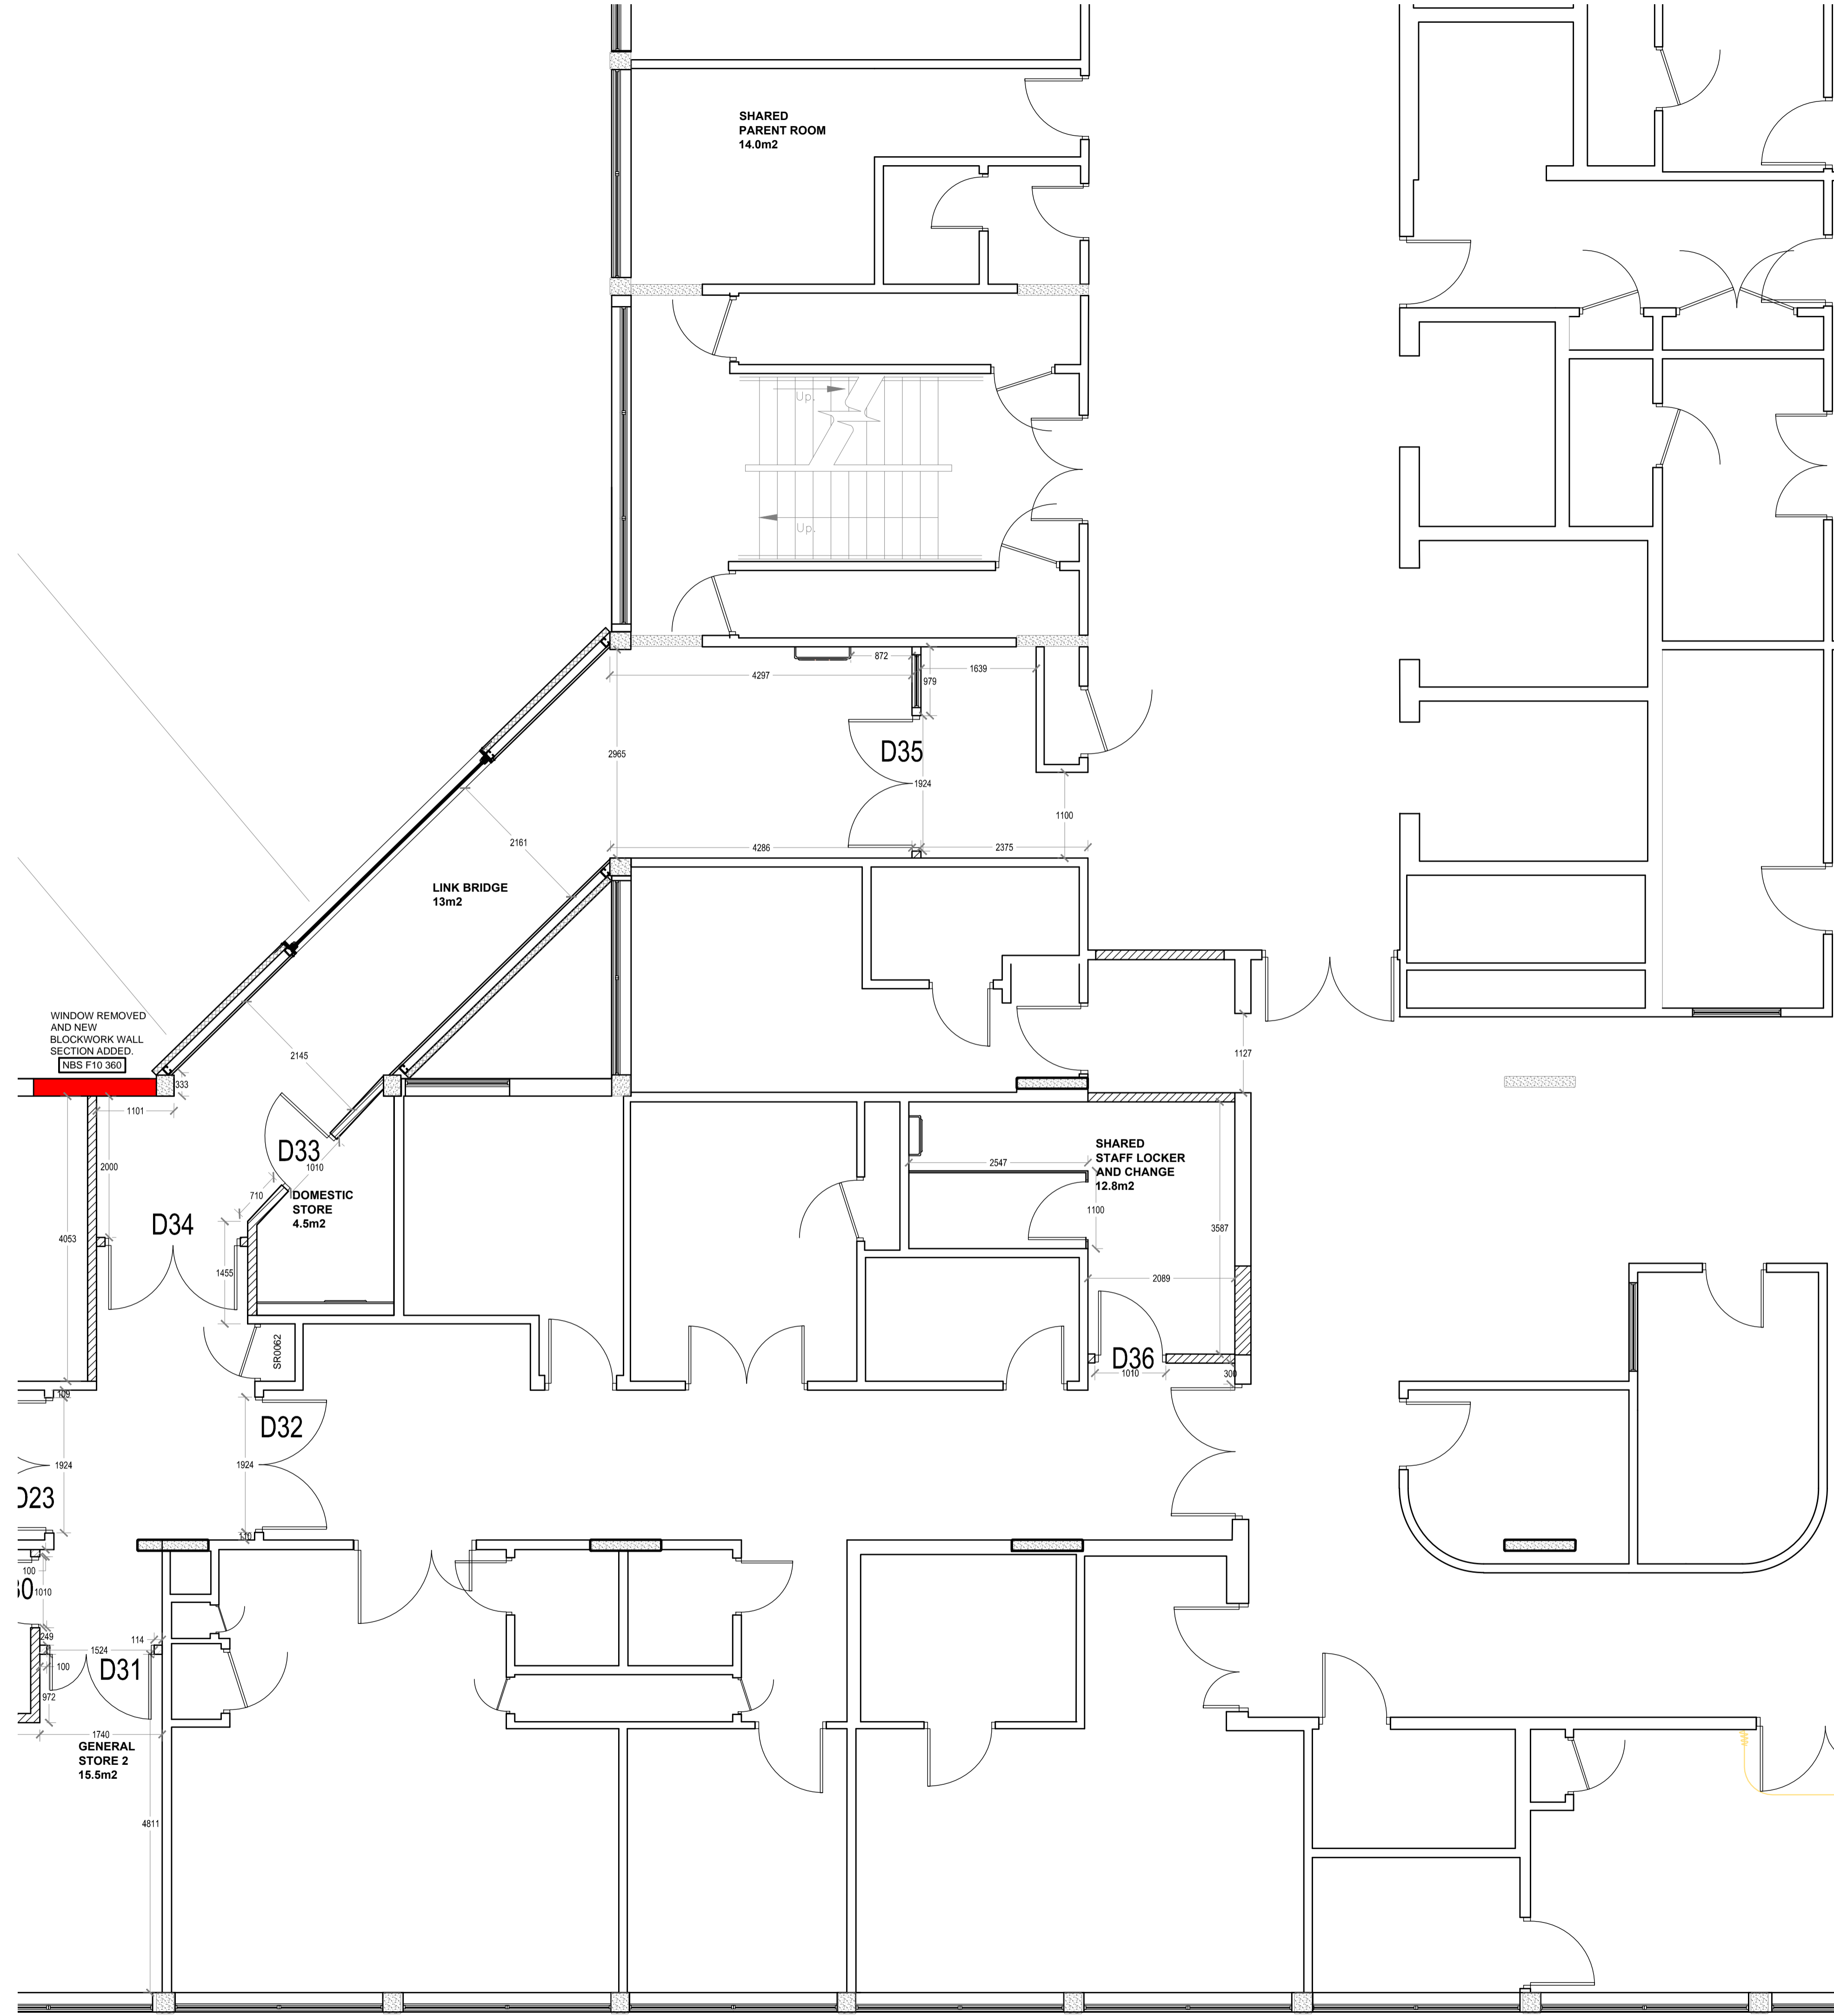 SHARED
PARENT ROOM
14.0m2
Up.
Up.
872
1639
4297
979
D35
2965
1924
1100
2161
4286
2375
LINK BRIDGE
13m2
WINDOW REMOVED
AND NEW
BLOCKWORK WALL
SECTION ADDED.
NBS F10 360
333
1101
2145
1127
D33
1010
2000
710
DOMESTIC
STORE
4.5m2
D34
4053
1455
SHARED
STAFF LOCKER
AND CHANGE
12.8m2
2547
1100
3587
2089
SR0062
D36
1010
300
109
D32
1924
1924
D23
110
100
1010
249
114
1524
100
D31
972
1740
GENERAL
STORE 2
15.5m2
4811